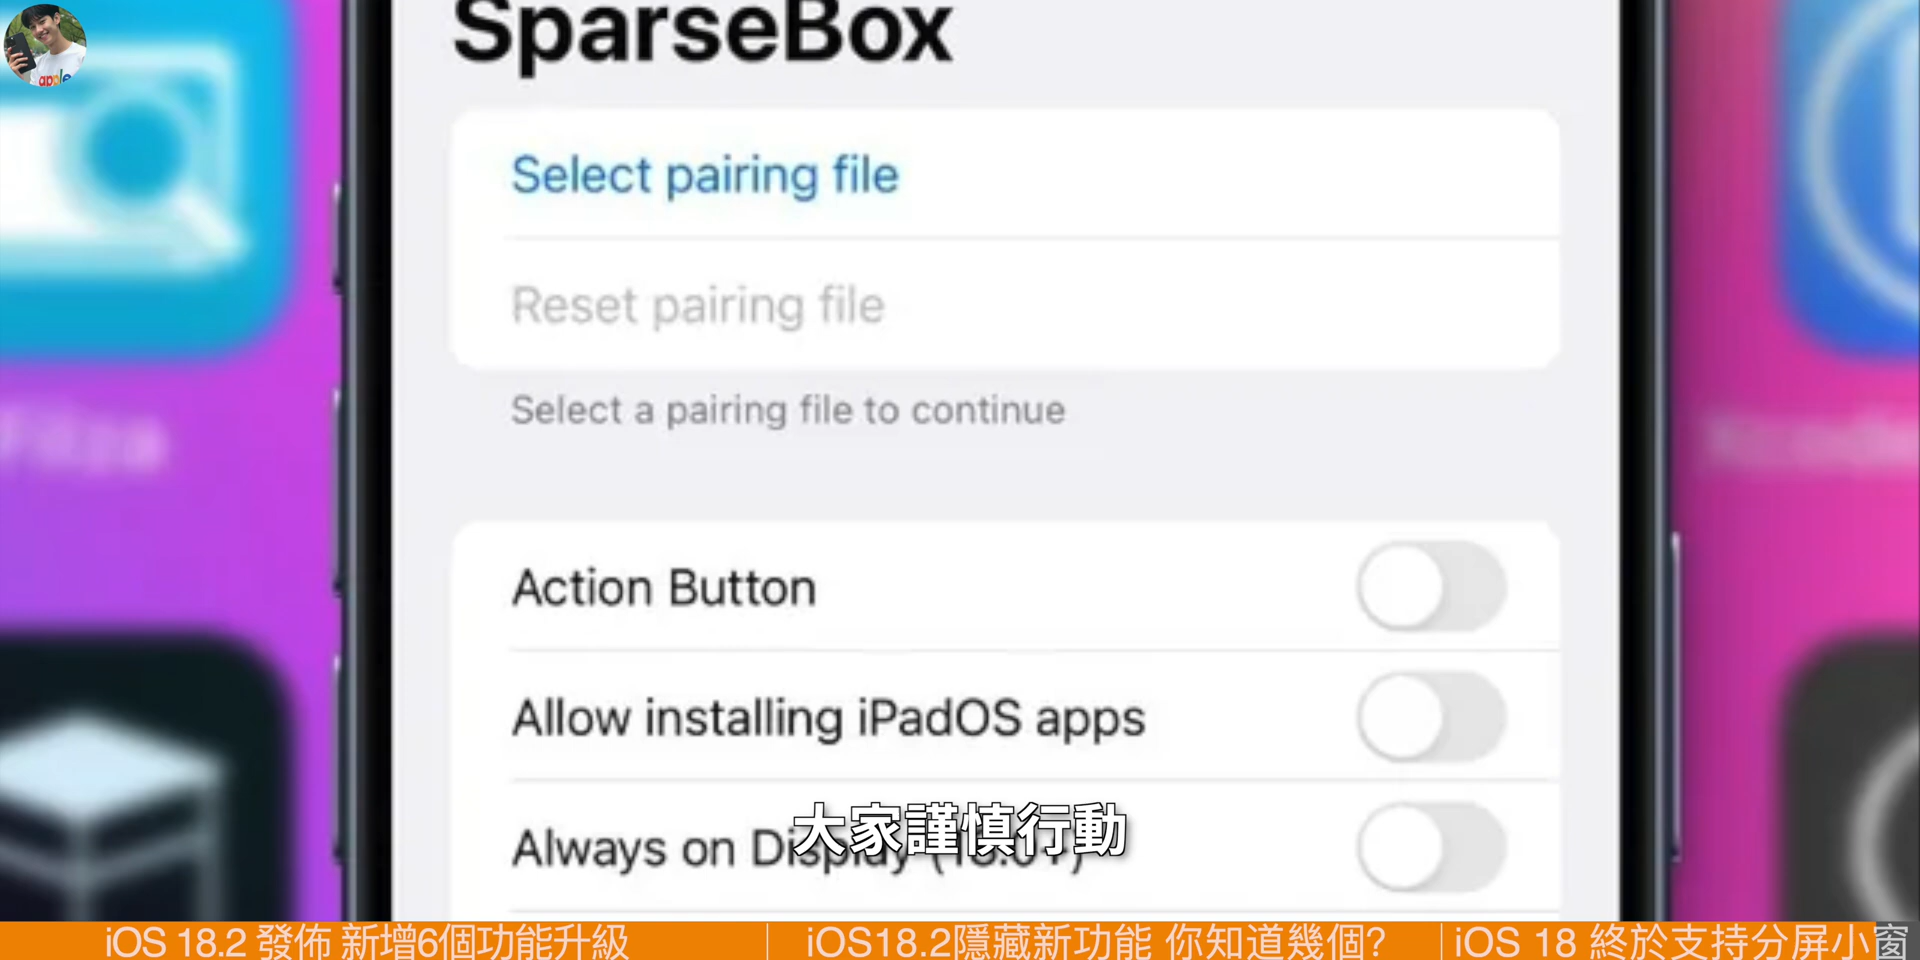 SparseBox
Select pairing file
Reset pairing file
Select a pairing file to continue
Action Button
Allow installing iPadOS apps
Always on Display
大家謹慎行動
iOS 18.2 發佈 新增6個功能升級
iOS18.2隱藏新功能 你知道幾個?
iOS 18 終於支持分屏小窗
apple
Filza